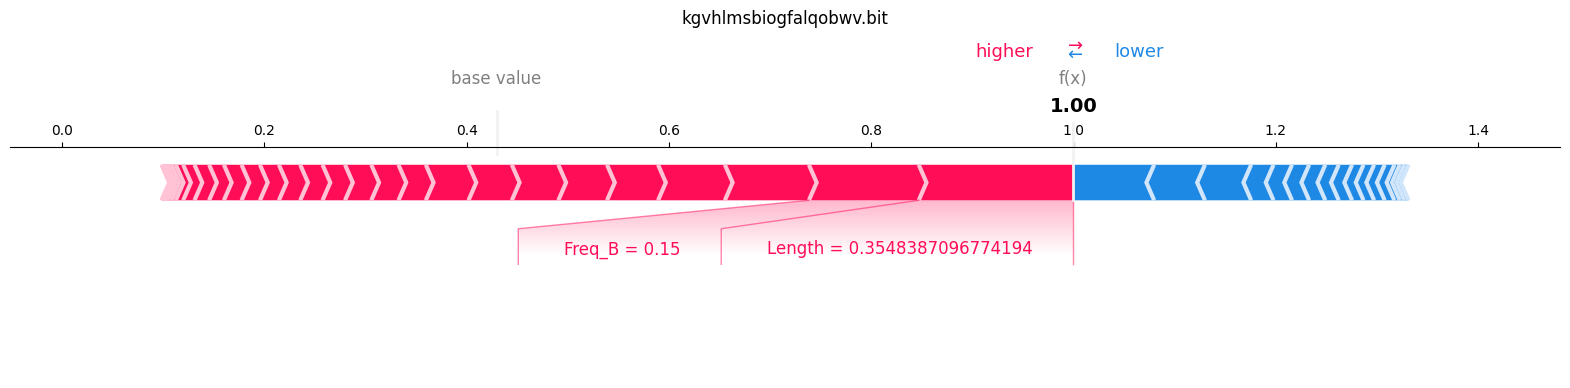 kgvhlmsbiogfalqobwv.bit
higher ⇄ lower
base value f(x)
1.00
0.0 0.2 0.4 0.6 0.8 1.0 1.2 1.4
Freq_B = 0.15 Length = 0.3548387096774194